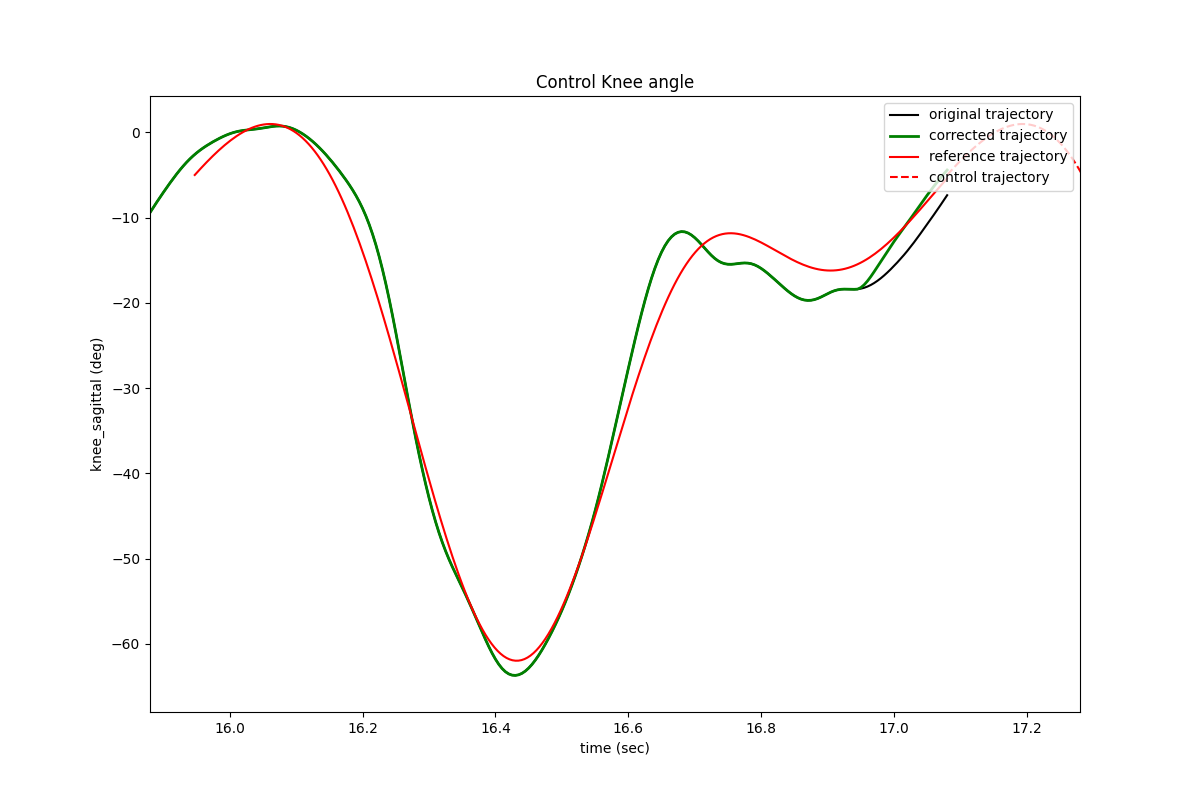 Control Knee angle
original trajectory
corrected trajectory
reference trajectory
control trajectory
knee_sagittal (deg)
0
−10
−20
−30
−40
−50
−60
16.0 16.2 16.4 16.6 16.8 17.0 17.2
time (sec)